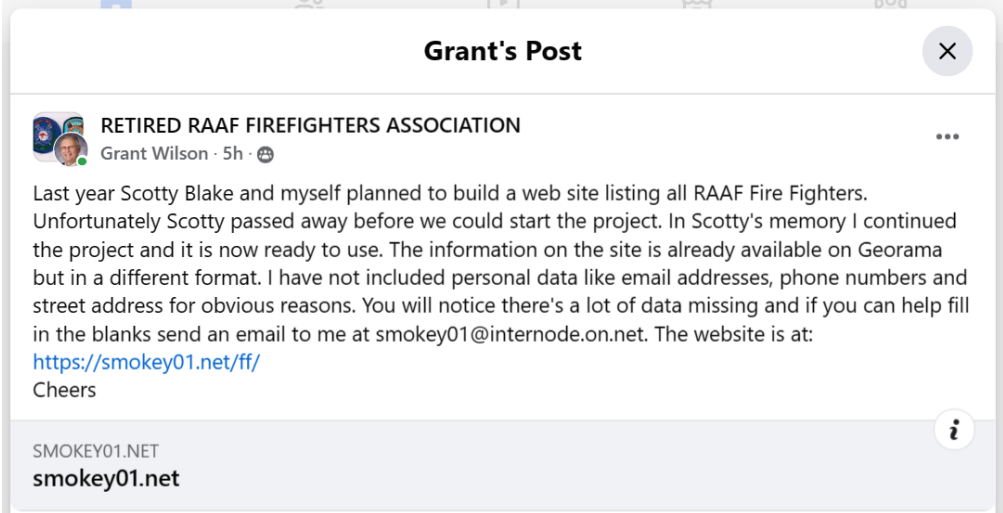 Grant's Post
RETIRED RAAF FIREFIGHTERS ASSOCIATION
Grant Wilson · 5h ·
Last year Scotty Blake and myself planned to build a web site listing all RAAF Fire Fighters.
Unfortunately Scotty passed away before we could start the project. In Scotty's memory I continued
the project and it is now ready to use. The information on the site is already available on Georama
but in a different format. I have not included personal data like email addresses, phone numbers and
street address for obvious reasons. You will notice there's a lot of data missing and if you can help fill
in the blanks send an email to me at smokey01@internode.on.net. The website is at:
https://smokey01.net/ff/
Cheers
SMOKEY01.NET
smokey01.net